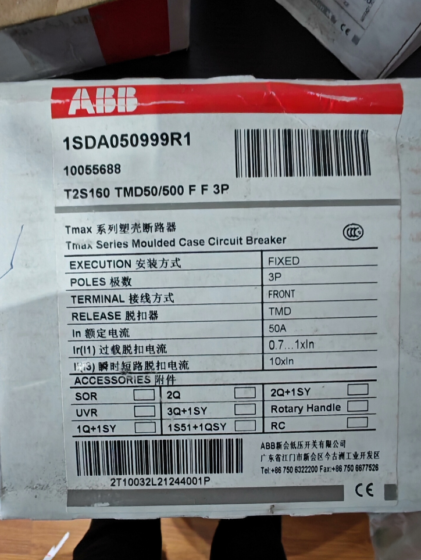 ABB
1SDA050999R1
10055688
T2S160 TMD50/500 F F 3P
Tmax 系列塑壳断路器
Tmax Series Moulded Case Circuit Breaker
EXECUTION 安装方式 FIXED
POLES 极数 3P
TERMINAL 接线方式 FRONT
RELEASE 脱扣器 TMD
In 额定电流 50A
Ir(I1) 过载脱扣电流 0.7...1xIn
瞬时短路脱扣电流 10xIn
ACCESSORIES 附件
SOR 2Q 2Q+1SY
UVR 3Q+1SY Rotary Handle
1Q+1SY 1S51+1QSY RC
ABB新会低压开关有限公司
广东省江门市新会区今古洲工业开发区
Tel:+86 750 6322200 Fax:+86 750 6677526
2T10032L21244001P
CCC
CE